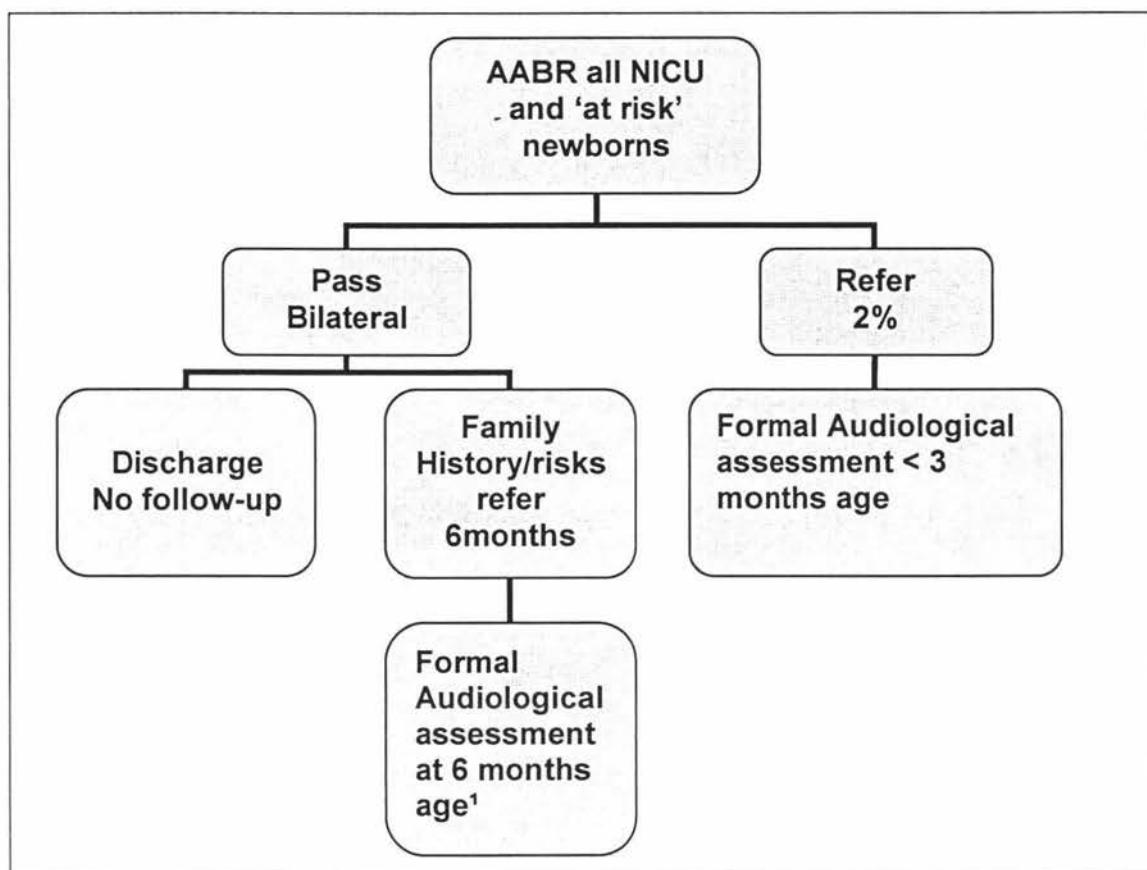 AABR all NICU
and ‘at risk’
newborns
Pass
Bilateral
Refer
2%
Discharge
No follow-up
Family
History/risks
refer
6months
Formal Audiological
assessment < 3
months age
Formal
Audiological
assessment
at 6 months
age¹